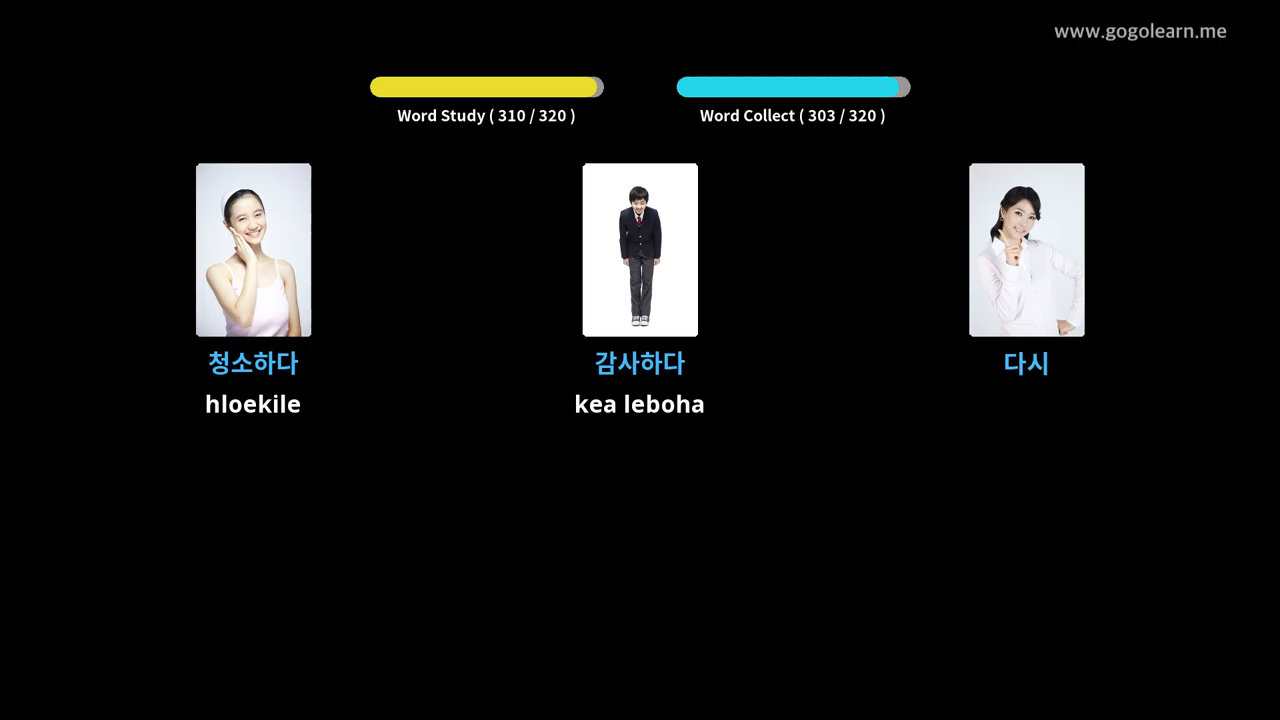 www.gogolearn.me
Word Study ( 310 / 320 )
Word Collect ( 303 / 320 )
청소하다
감사하다
다시
hloekile
kea leboha